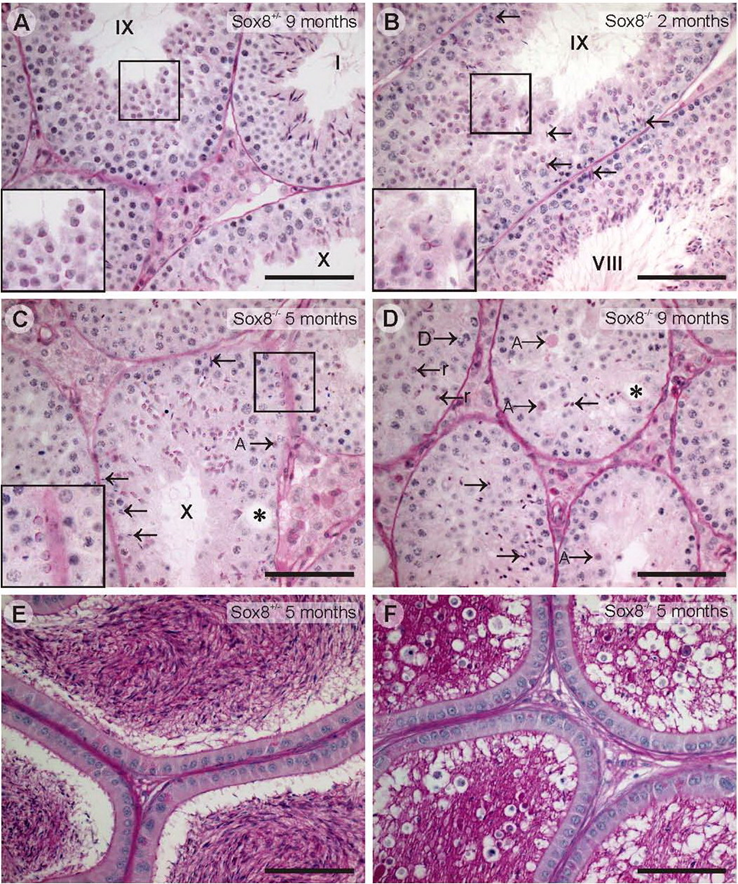 A
Sox8+/- 9 months
IX
I
X
B
Sox8-/- 2 months
IX
VIII
C
Sox8-/- 5 months
A
X
*
D
Sox8-/- 9 months
D
A
r
r
A
*
A
E
Sox8+/- 5 months
F
Sox8-/- 5 months